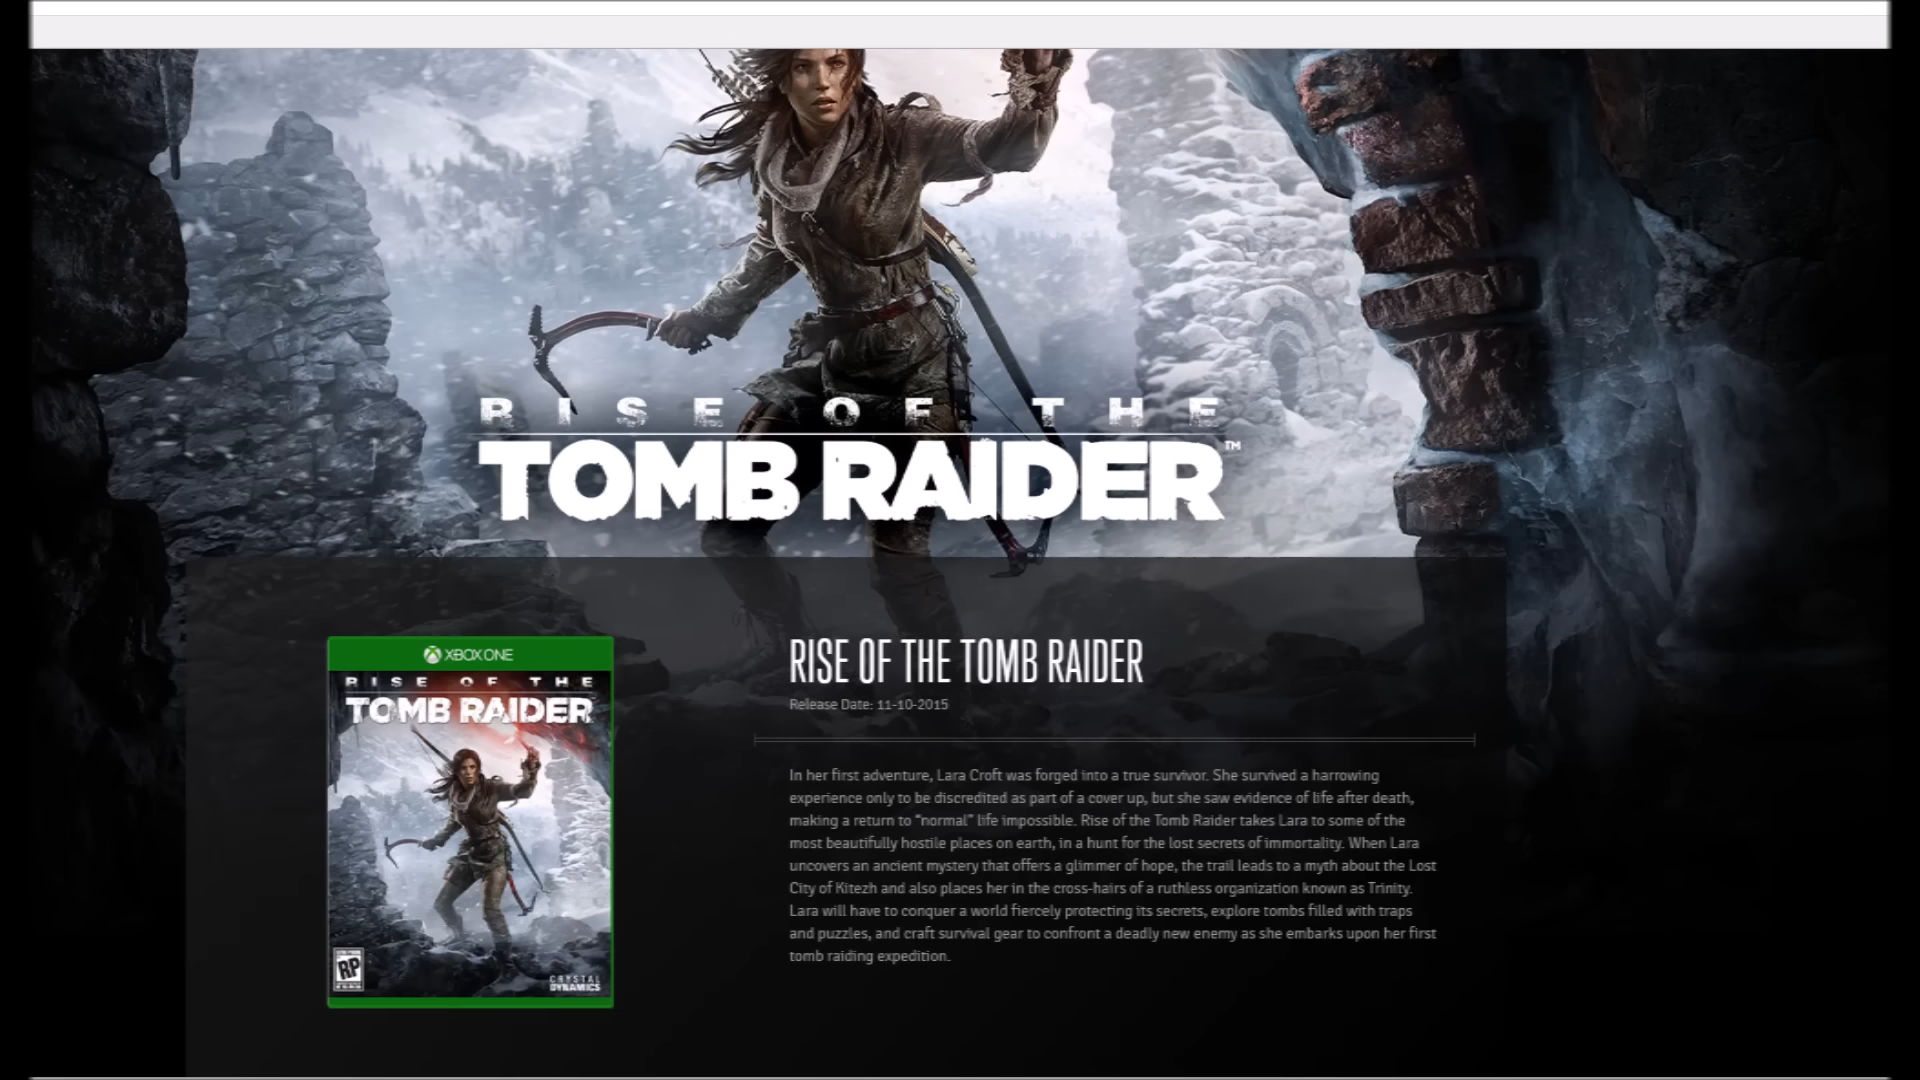 RISE OF THE
TOMB RAIDER™
XBOX ONE
RISE OF THE
TOMB RAIDER
RP
CRYSTAL
DYNAMICS
RISE OF THE TOMB RAIDER
Release Date: 11-10-2015
In her first adventure, Lara Croft was forged into a true survivor. She survived a harrowing
experience only to be discredited as part of a cover up, but she saw evidence of life after death,
making a return to “normal” life impossible. Rise of the Tomb Raider takes Lara to some of the
most beautifully hostile places on earth, in a hunt for the lost secrets of immortality. When Lara
uncovers an ancient mystery that offers a glimmer of hope, the trail leads to a myth about the Lost
City of Kitezh and also places her in the cross-hairs of a ruthless organization known as Trinity.
Lara will have to conquer a world fiercely protecting its secrets, explore tombs filled with traps
and puzzles, and craft survival gear to confront a deadly new enemy as she embarks upon her first
tomb raiding expedition.